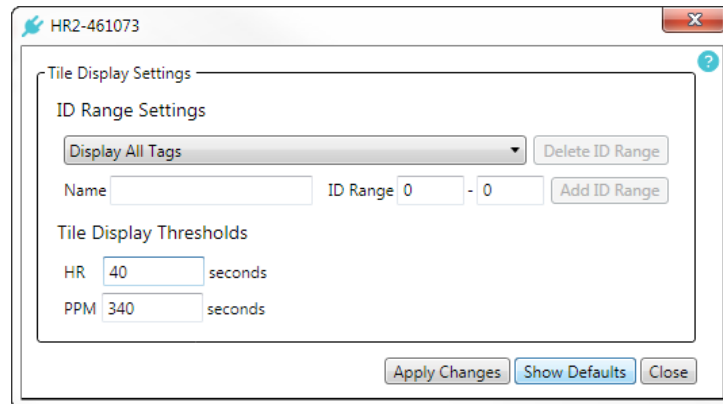 HR2-461073
x
?
Tile Display Settings
ID Range Settings
Display All Tags Delete ID Range
Name ID Range 0 - 0 Add ID Range
Tile Display Thresholds
HR 40 seconds
PPM 340 seconds
Apply Changes Show Defaults Close